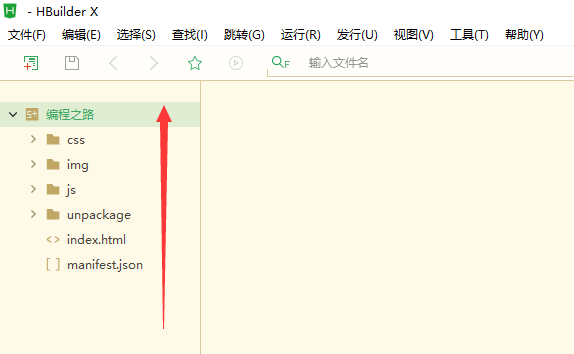 - HBuilder X
文件(F) 编辑(E) 选择(S) 查找(I) 跳转(G) 运行(R) 发行(U) 视图(V) 工具(T) 帮助(Y)
F 输入文件名
编程之路
css
img
js
unpackage
index.html
manifest.json